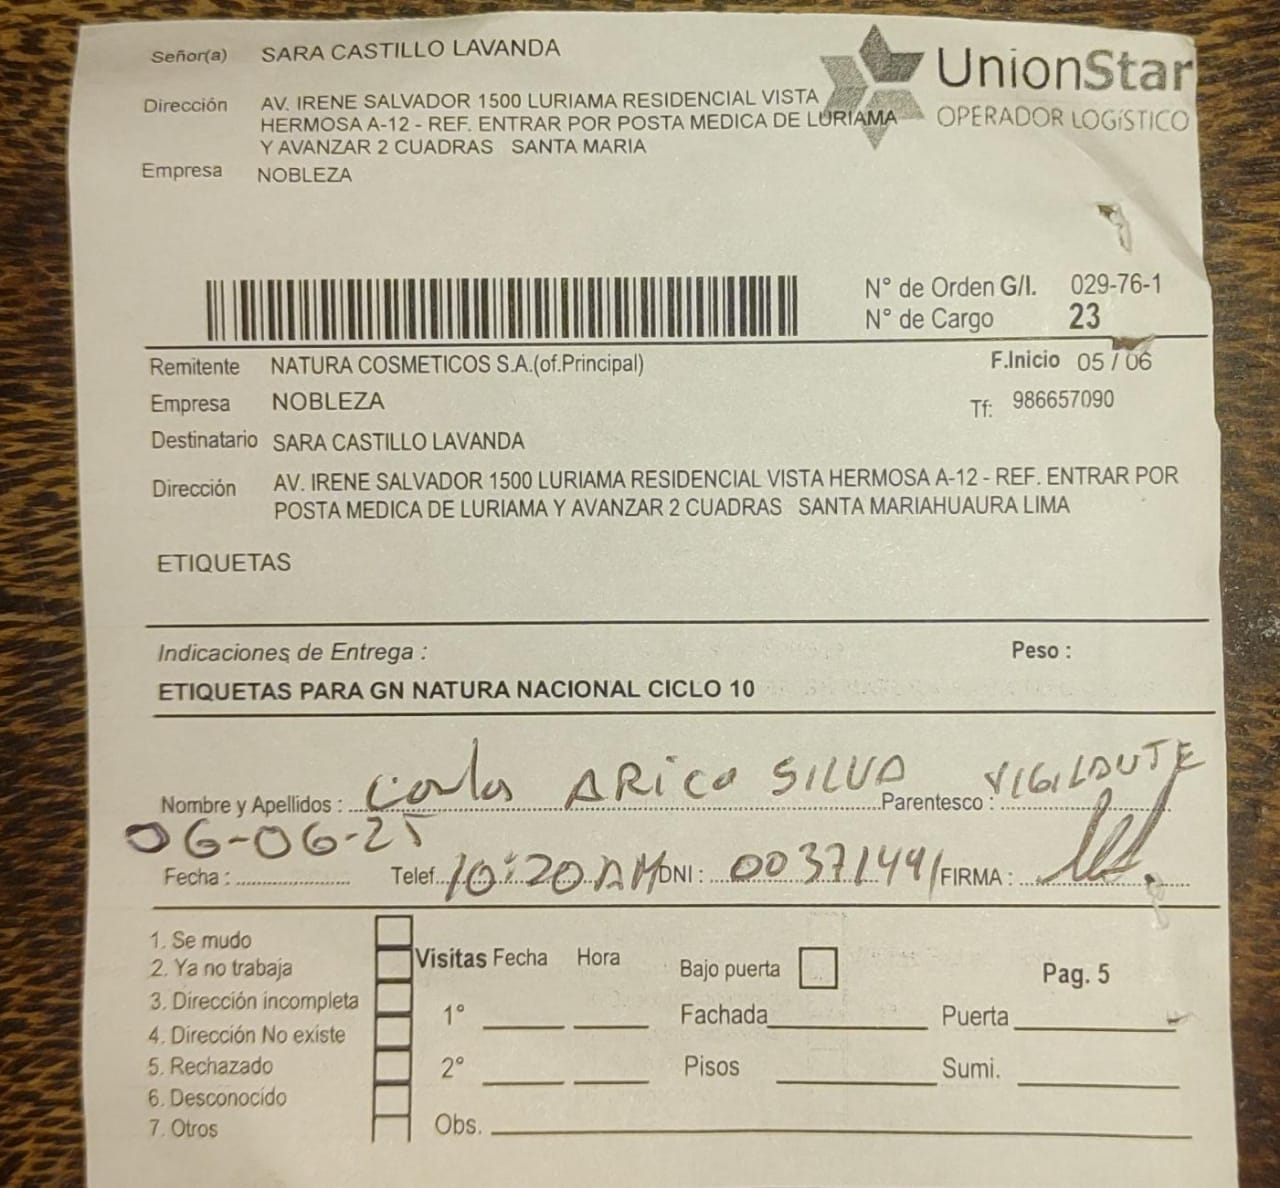 Señor(a) SARA CASTILLO LAVANDA
UnionStar
OPERADOR LOGíSTICO
Dirección AV. IRENE SALVADOR 1500 LURIAMA RESIDENCIAL VISTA
HERMOSA A-12 - REF. ENTRAR POR POSTA MEDICA DE LURIAMA
Y AVANZAR 2 CUADRAS SANTA MARIA
Empresa NOBLEZA
N° de Orden G/I. 029-76-1
N° de Cargo 23
Remitente NATURA COSMETICOS S.A.(of.Principal) F.Inicio 05 / 06
Empresa NOBLEZA Tf: 986657090
Destinatario SARA CASTILLO LAVANDA
Dirección AV. IRENE SALVADOR 1500 LURIAMA RESIDENCIAL VISTA HERMOSA A-12 - REF. ENTRAR POR
POSTA MEDICA DE LURIAMA Y AVANZAR 2 CUADRAS SANTA MARIAHUAURA LIMA
ETIQUETAS
Indicaciones de Entrega : Peso :
ETIQUETAS PARA GN NATURA NACIONAL CICLO 10
Nombre y Apellidos : ARICA SILVA Parentesco : VIGILANTE
06-06-25
Fecha : Telef. 10:20 AM DNI : 00371491 FIRMA :
1. Se mudo
2. Ya no trabaja
3. Dirección incompleta
4. Dirección No existe
5. Rechazado
6. Desconocido
7. Otros
Visitas Fecha Hora Bajo puerta Pag. 5
1° Fachada Puerta
2° Pisos Sumi.
Obs.